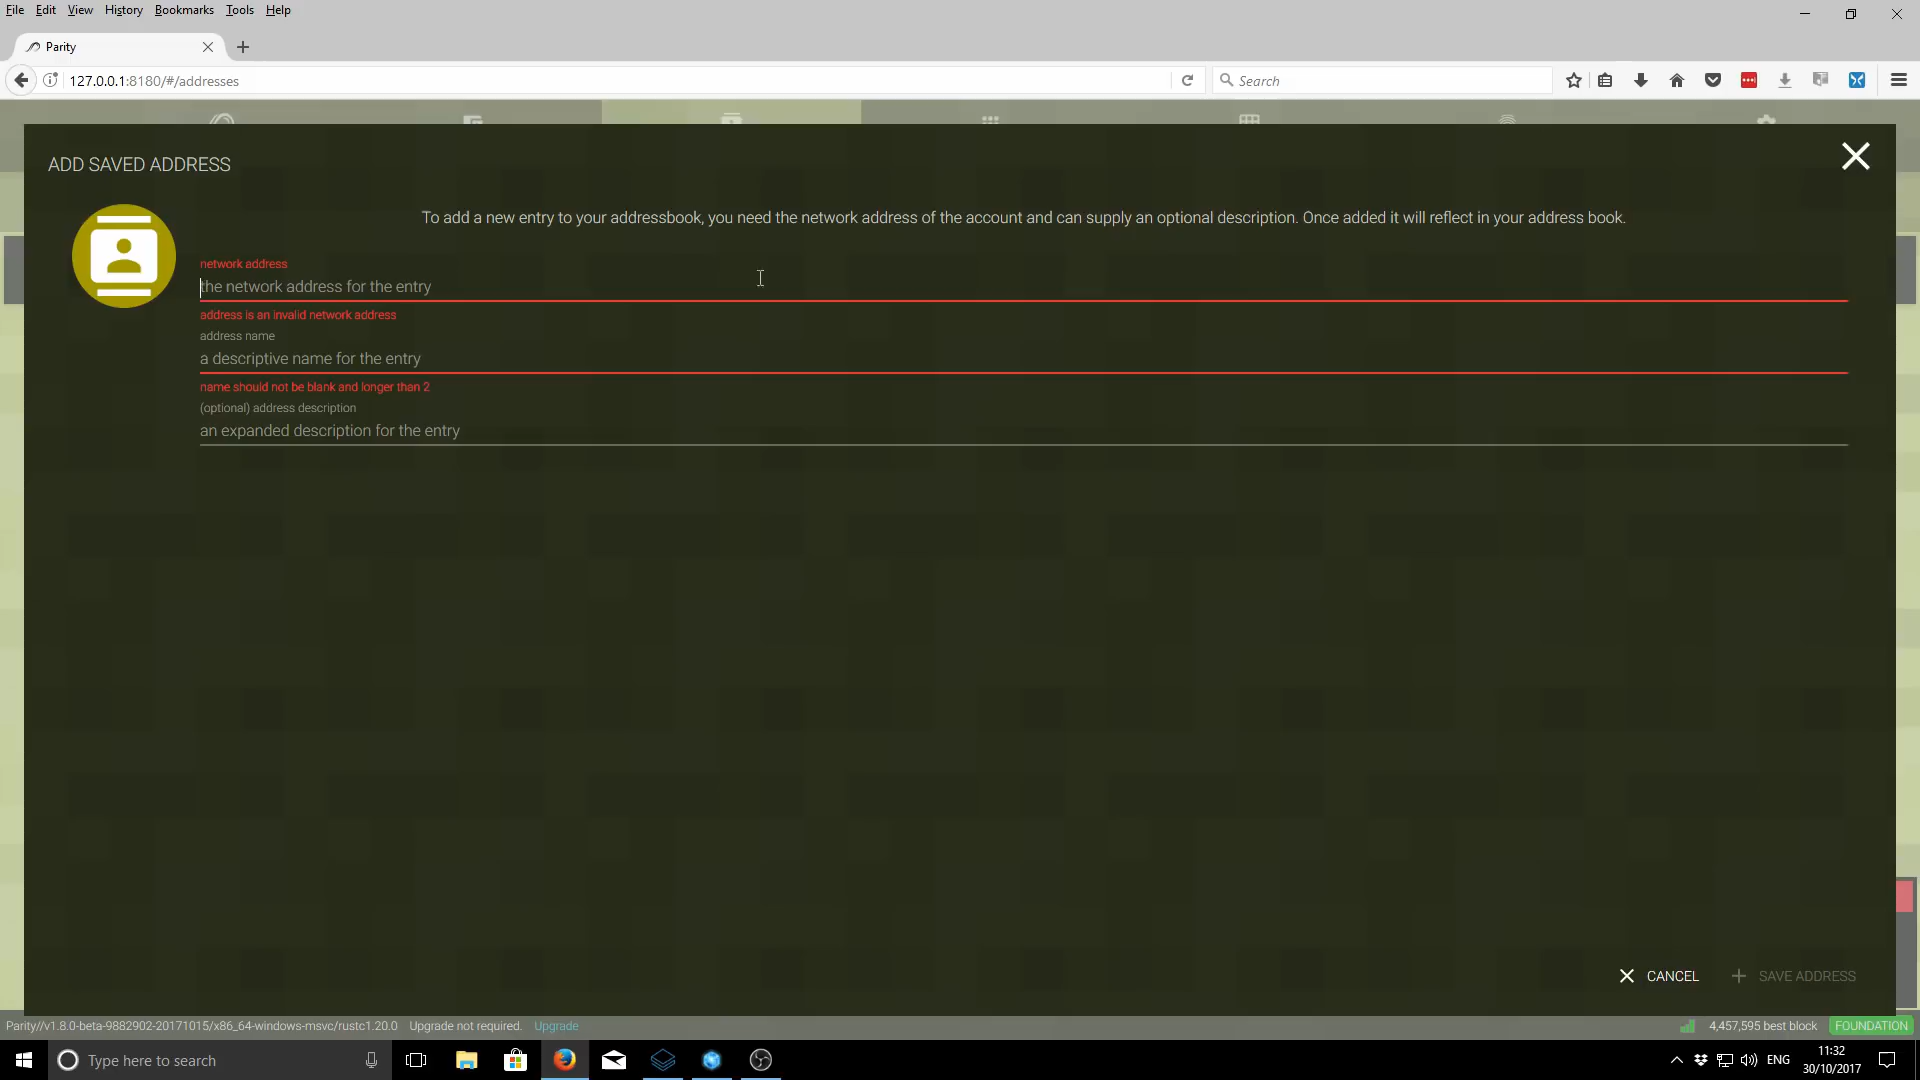 File Edit View History Bookmarks Tools Help
Parity
127.0.0.1:8180/#/addresses
Search
ADD SAVED ADDRESS
To add a new entry to your addressbook, you need the network address of the account and can supply an optional description. Once added it will reflect in your address book.
network address
the network address for the entry
address is an invalid network address
address name
a descriptive name for the entry
name should not be blank and longer than 2
(optional) address description
an expanded description for the entry
CANCEL
SAVE ADDRESS
Parity//v1.8.0-beta-9882902-20171015/x86_64-windows-msvc/rustc1.20.0 Upgrade not required. Upgrade
4,457,595 best block FOUNDATION
Type here to search
ENG
11:32
30/10/2017